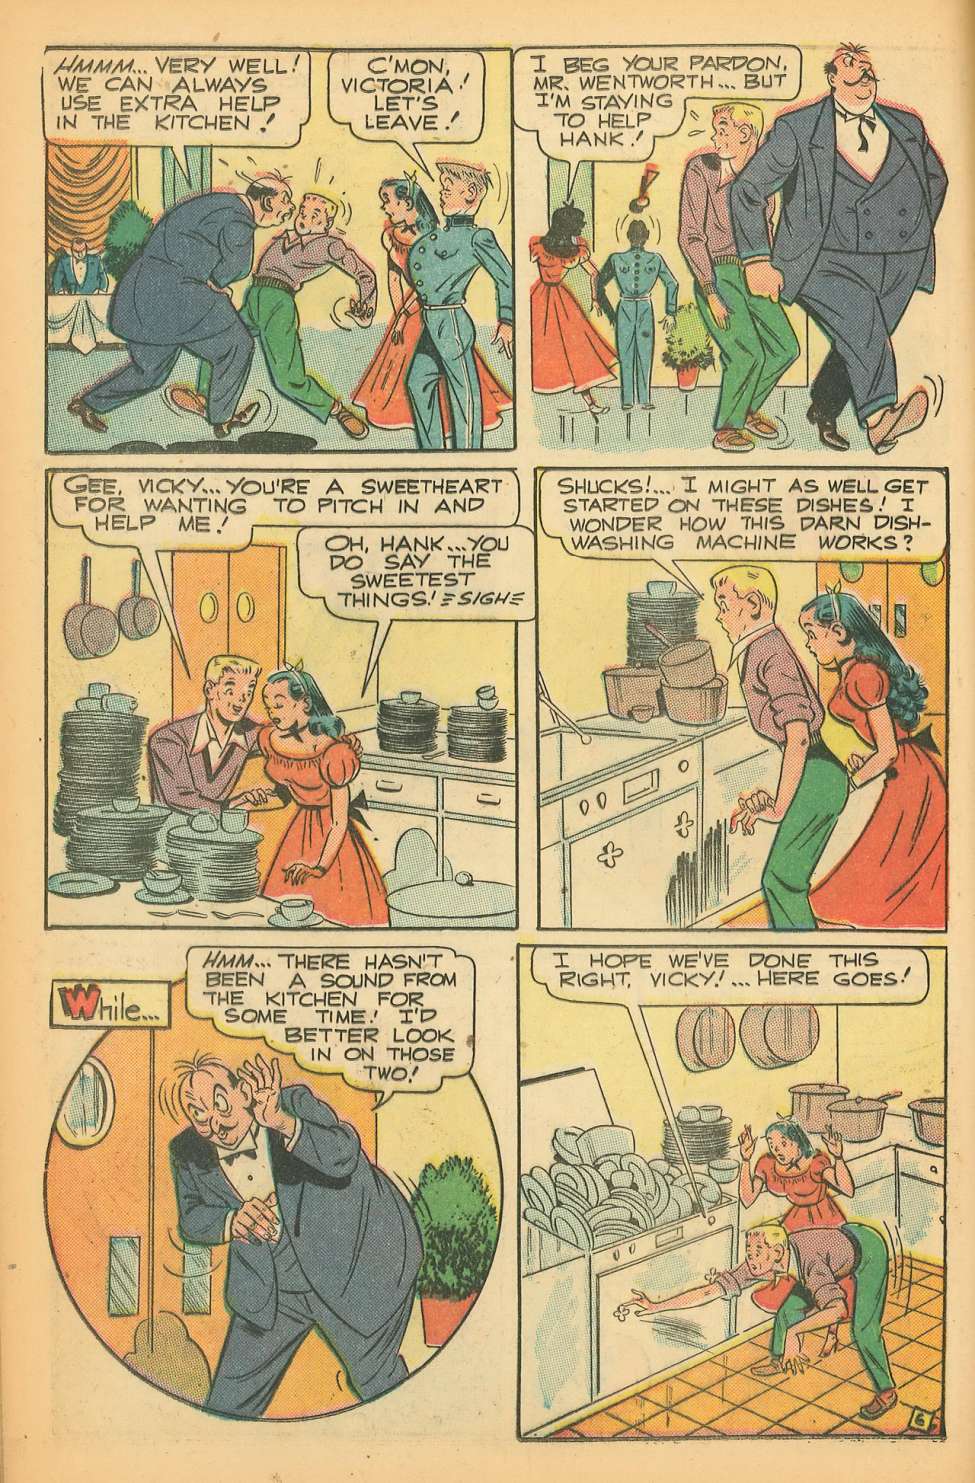 HMMM... VERY WELL!
WE CAN ALWAYS
USE EXTRA HELP
IN THE KITCHEN!
C'MON,
VICTORIA!
LET'S
LEAVE!
I BEG YOUR PARDON,
MR. WENTWORTH... BUT
I'M STAYING
TO HELP
HANK!
GEE, VICKY... YOU'RE A SWEETHEART
FOR WANTING TO PITCH IN AND
HELP ME!
OH, HANK... YOU
DO SAY THE
SWEETEST
THINGS! SIGH
SHUCKS!... I MIGHT AS WELL GET
STARTED ON THESE DISHES! I
WONDER HOW THIS DARN DISH-
WASHING MACHINE WORKS?
While...
HMM... THERE HASN'T
BEEN A SOUND FROM
THE KITCHEN FOR
SOME TIME! I'D
BETTER LOOK
IN ON THOSE
TWO!
I HOPE WE'VE DONE THIS
RIGHT, VICKY!... HERE GOES!
6